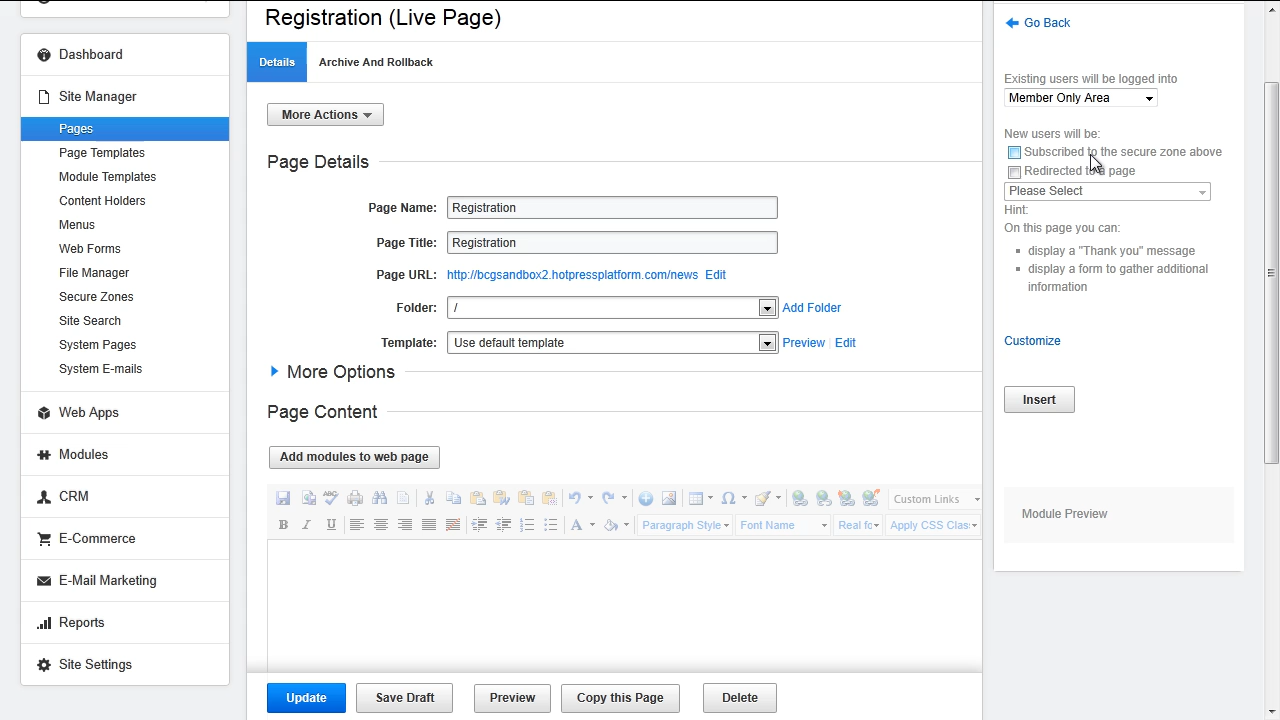 Registration (Live Page)
Go Back
Dashboard
Details
Archive And Rollback
Existing users will be logged into
Site Manager
Member Only Area
More Actions
Pages
New users will be:
Page Templates
Subscribed to the secure zone above
Page Details
Module Templates
Redirected to a page
Content Holders
Page Name:
Registration
Please Select
Menus
Hint:
On this page you can:
Web Forms
Page Title:
Registration
display a "Thank you" message
File Manager
Page URL:
http://bcgsandbox2.hotpressplatform.com/news
Edit
display a form to gather additional
information
Secure Zones
Folder:
/
Add Folder
Site Search
System Pages
Template:
Use default template
Preview
Edit
Customize
System E-mails
More Options
Insert
Web Apps
Page Content
Modules
Add modules to web page
CRM
Custom Links
Module Preview
B I U
Paragraph Style
Font Name
Real fo
Apply CSS Clas
E-Commerce
E-Mail Marketing
Reports
Site Settings
Update
Save Draft
Preview
Copy this Page
Delete